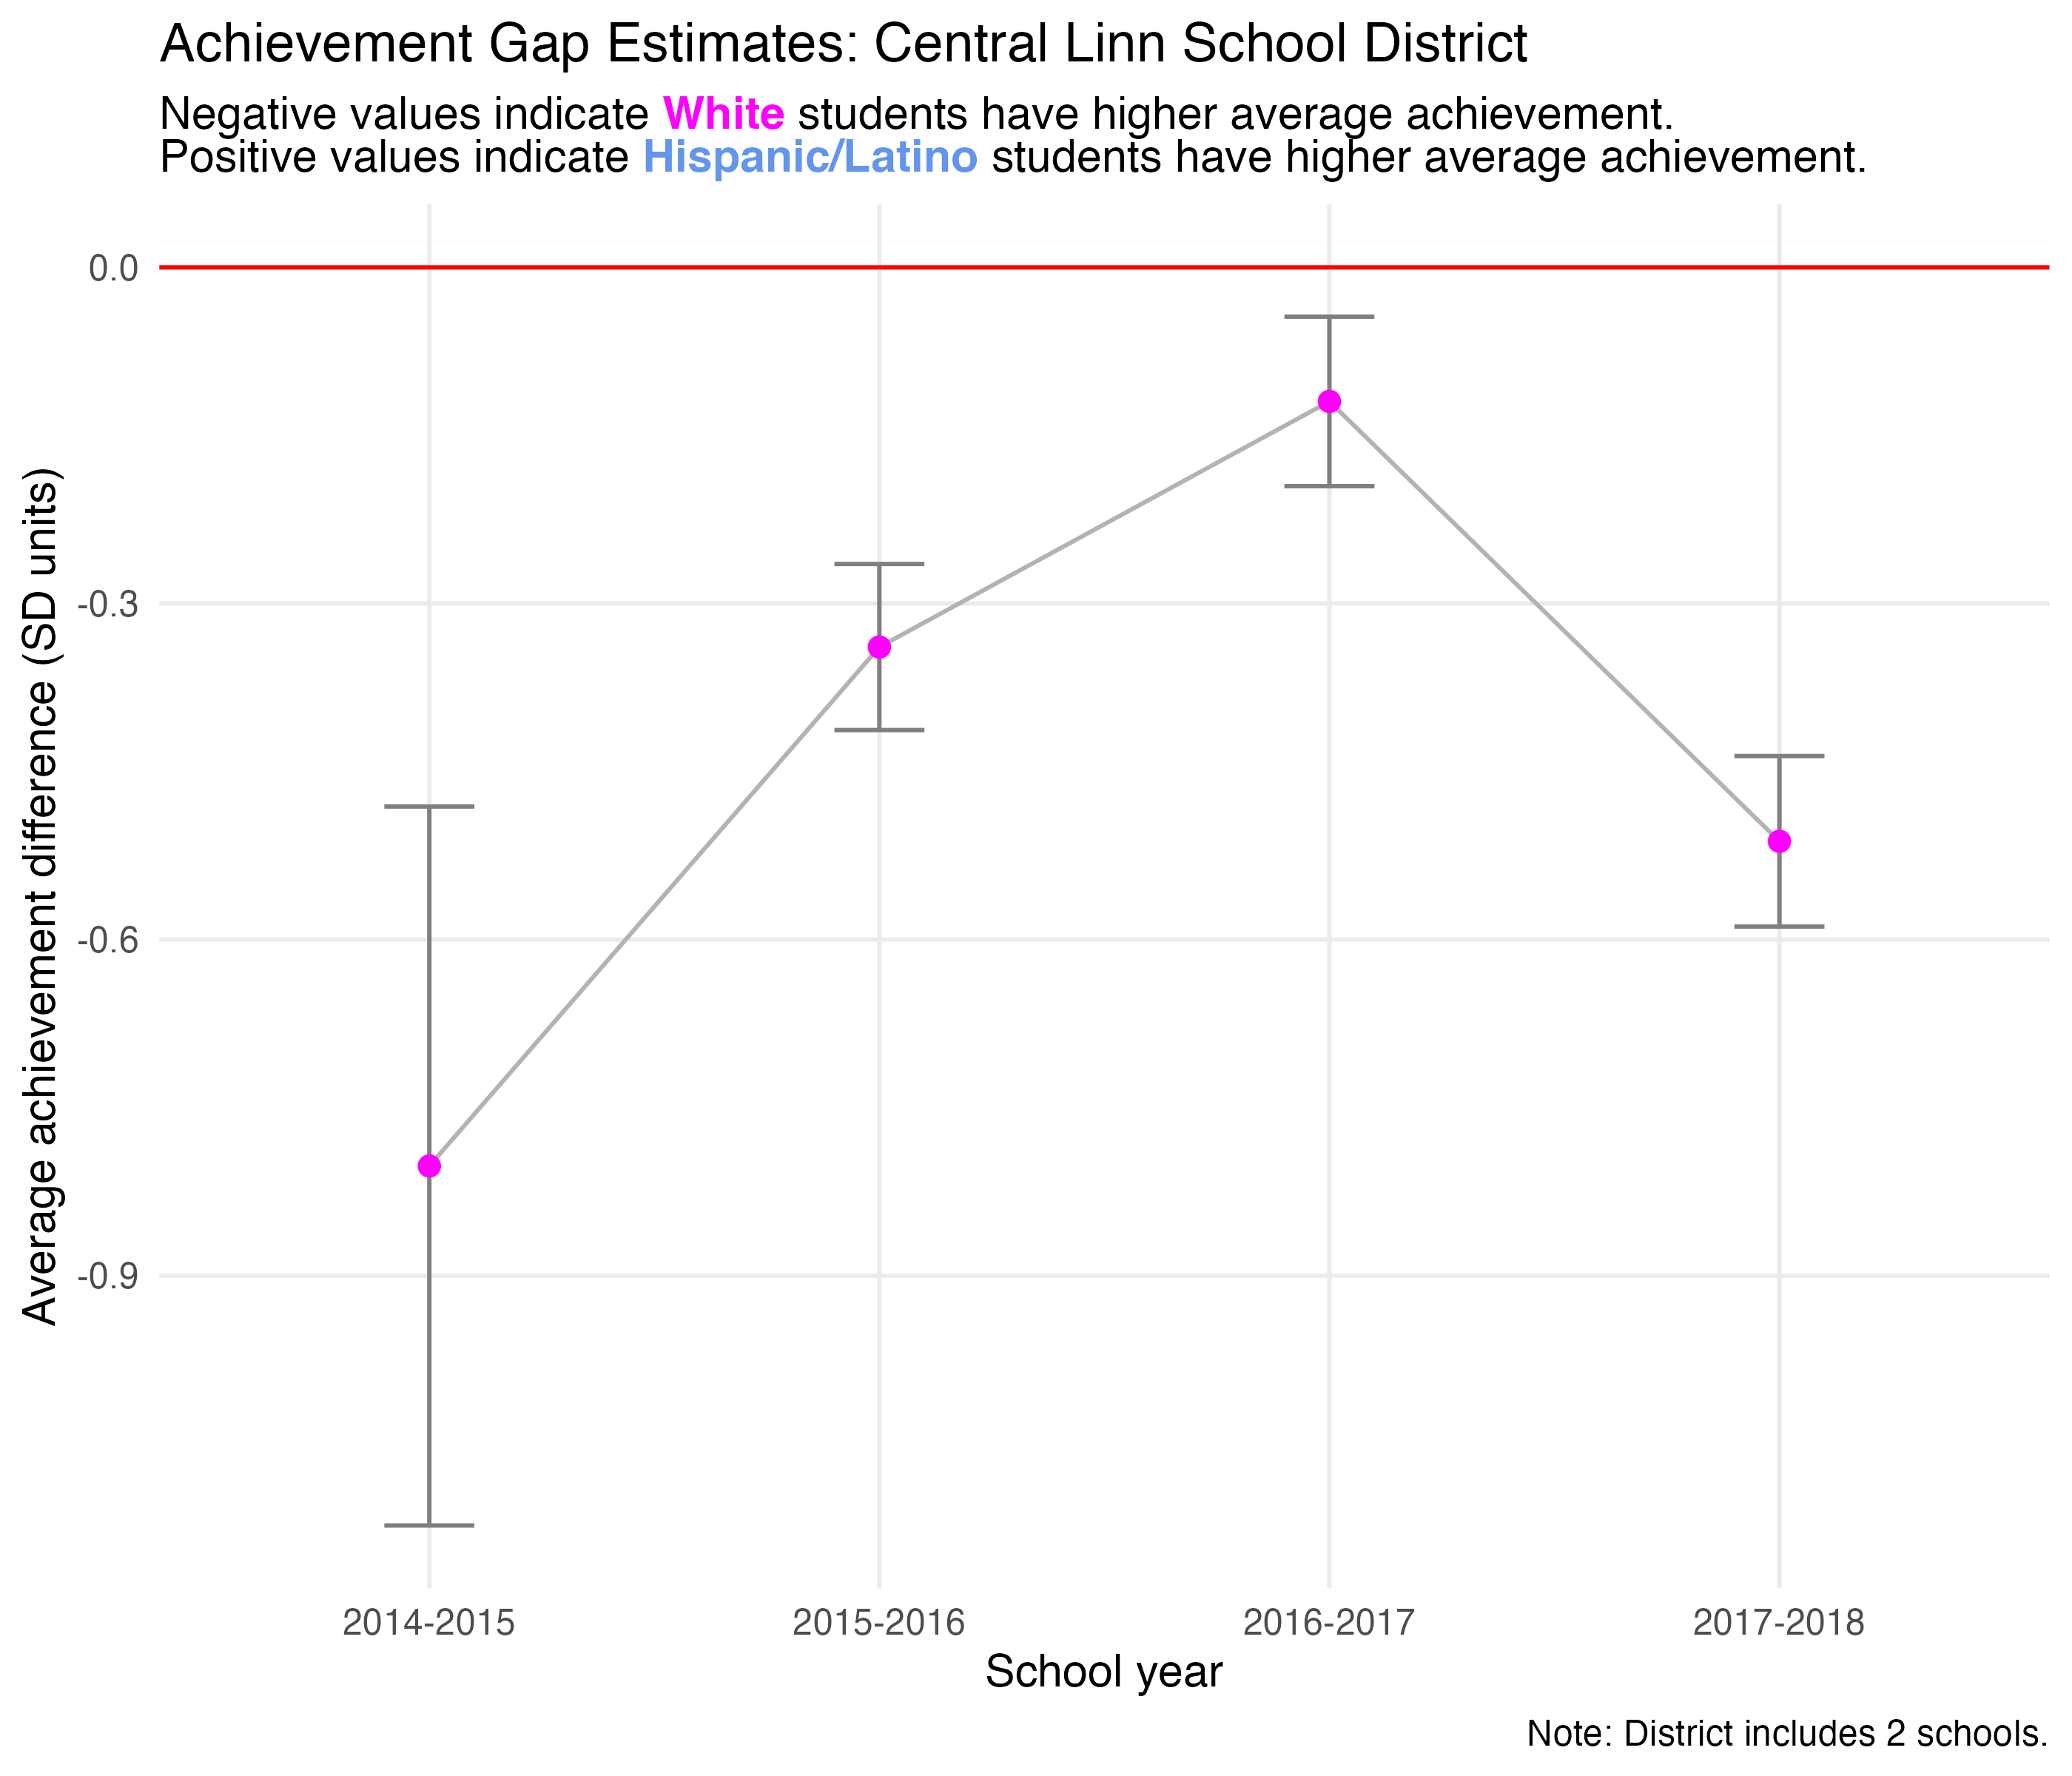 Achievement Gap Estimates: Central Linn School District
Negative values indicate White students have higher average achievement.
Positive values indicate Hispanic/Latino students have higher average achievement.
Average achievement difference (SD units)
0.0
-0.3
-0.6
-0.9
2014-2015
2015-2016
2016-2017
2017-2018
School year
Note: District includes 2 schools.